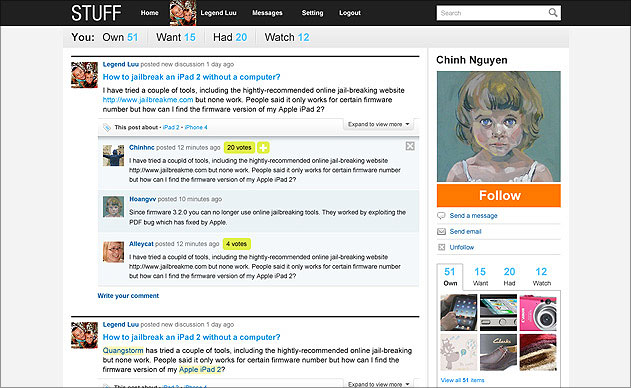 STUFF Home Legend Luu Messages Setting Logout Search
You: Own 51 Want 15 Had 20 Watch 12
Legend Luu posted new discussion 1 day ago
How to jailbreak an iPad 2 without a computer?
I have tried a couple of tools, including the hightly-recommended online jail-breaking website
http://www.jailbreakme.com but none work. People said it only works for certain firmware
number but how can I find the firmware version of my Apple iPad 2?
This post about • iPad 2 • iPhone 4
Expand to view more
Chinhnc posted 12 minutes ago 20 votes
I have tried a couple of tools, including the hightly-recommended online jail-breaking website
http://www.jailbreakme.com but none work. People said it only works for certain firmware number
but how can I find the firmware version of my Apple iPad 2?
Hoangvv posted 10 minutes ago
Since firmware 3.2.0 you can no longer use online jailbreaking tools. They worked by exploiting the
PDF bug which has fixed by Apple.
Alleycat posted 12 minutes ago 4 votes
I have tried a couple of tools, including the hightly-recommended online jail-breaking website
http://www.jailbreakme.com but none work. People said it only works for certain firmware number
but how can I find the firmware version of my Apple iPad 2?
Write your comment
Legend Luu posted new discussion 1 day ago
How to jailbreak an iPad 2 without a computer?
Quangstorm has tried a couple of tools, including the hightly-recommended online jail-breaking
but none work. People said it only works for certain firmware number but how can I find the
firmware version of my Apple iPad 2?
This post about • iPad 2 • iPhone 4
Expand to view more
Chinh Nguyen
Follow
Send a message
Send email
Unfollow
51 15 20 12
Own Want Had Watch
Clarks
View all 51 items